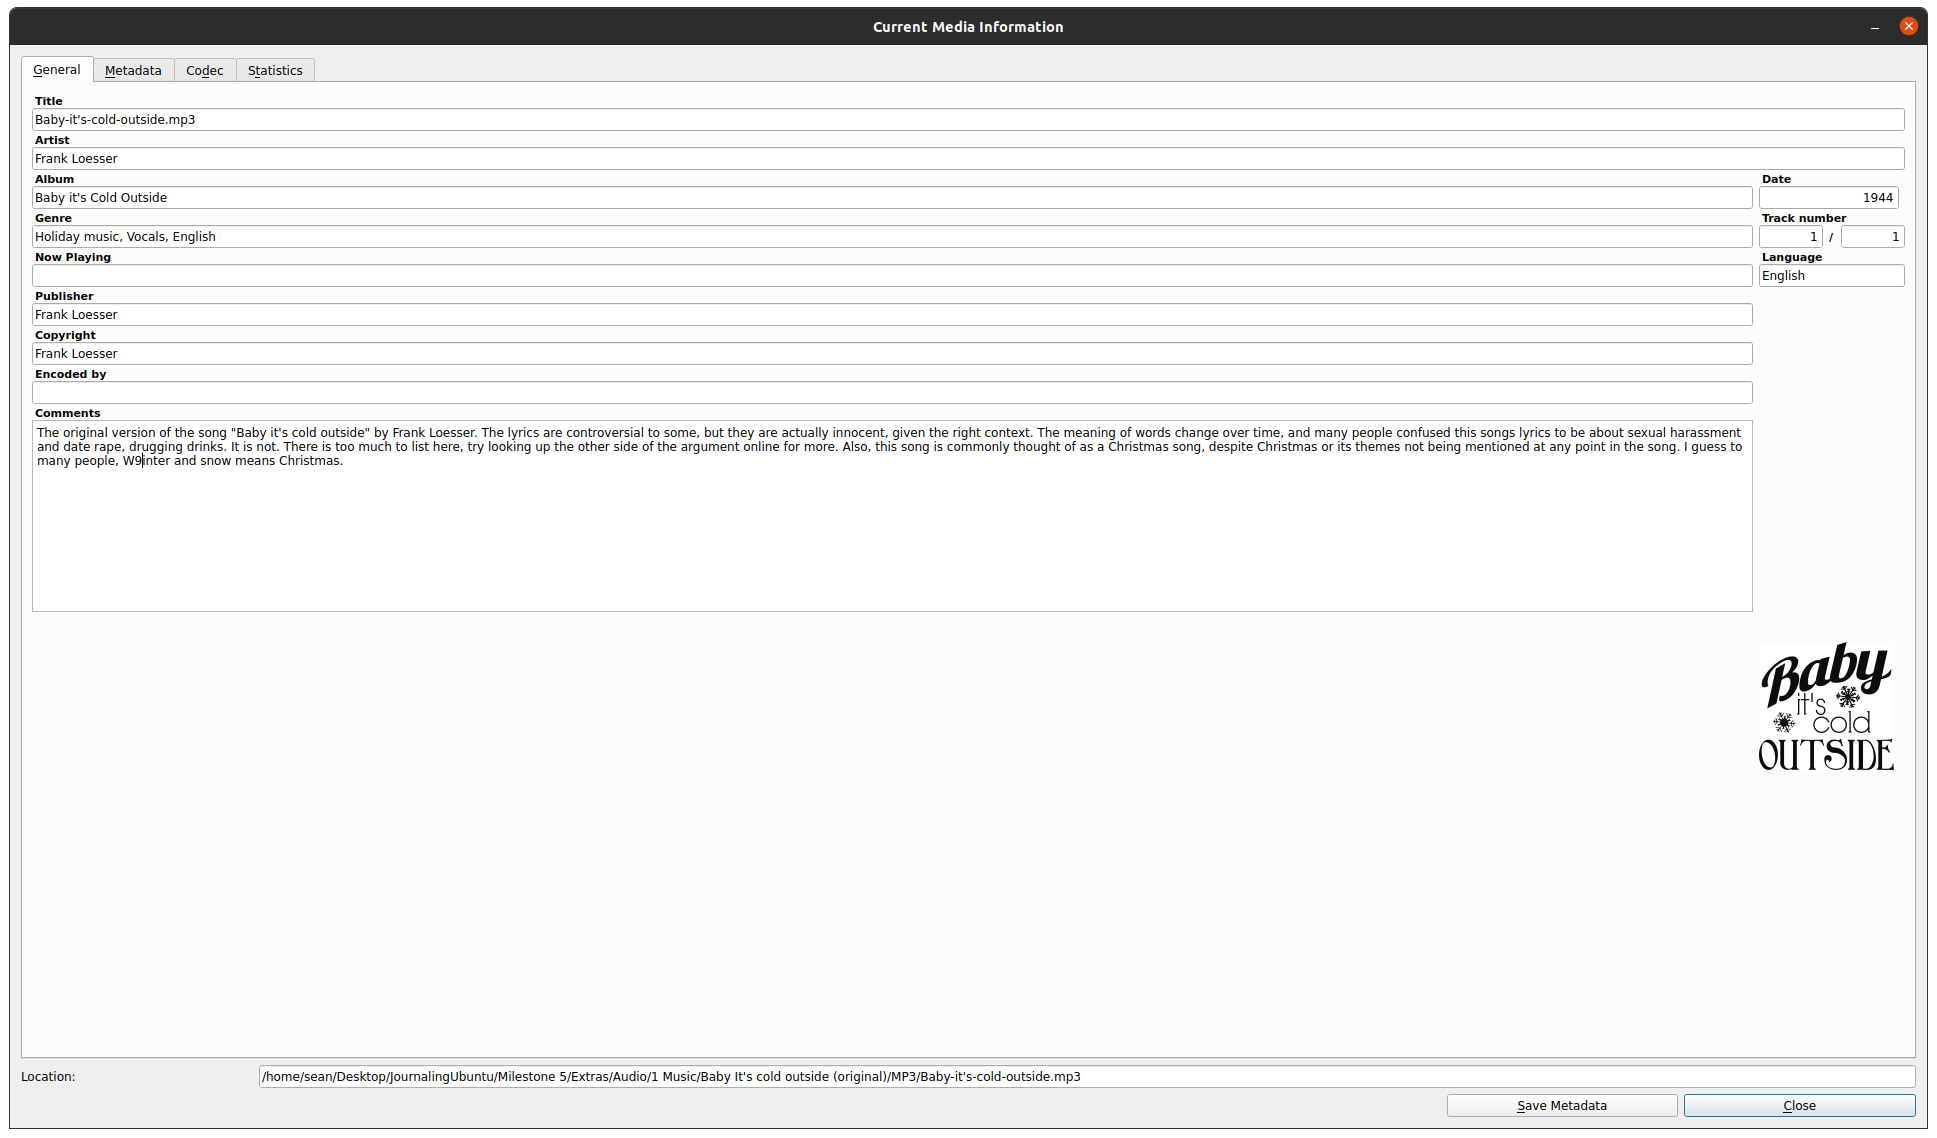 Current Media Information
General Metadata Codec Statistics
Title
Baby-it's-cold-outside.mp3
Artist
Frank Loesser
Album Date
Baby it's Cold Outside 1944
Genre Track number
Holiday music, Vocals, English 1 / 1
Now Playing Language
English
Publisher
Frank Loesser
Copyright
Frank Loesser
Encoded by
Comments
The original version of the song "Baby it's cold outside" by Frank Loesser. The lyrics are controversial to some, but they are actually innocent, given the right context. The meaning of words change over time, and many people confused this songs lyrics to be about sexual harassment
and date rape, drugging drinks. It is not. There is too much to list here, try looking up the other side of the argument online for more. Also, this song is commonly thought of as a Christmas song, despite Christmas or its themes not being mentioned at any point in the song. I guess to
many people, W9inter and snow means Christmas.
Baby
it's
cold
OUTSIDE
Location: /home/sean/Desktop/JournalingUbuntu/Milestone 5/Extras/Audio/1 Music/Baby It's cold outside (original)/MP3/Baby-it's-cold-outside.mp3
Save Metadata Close